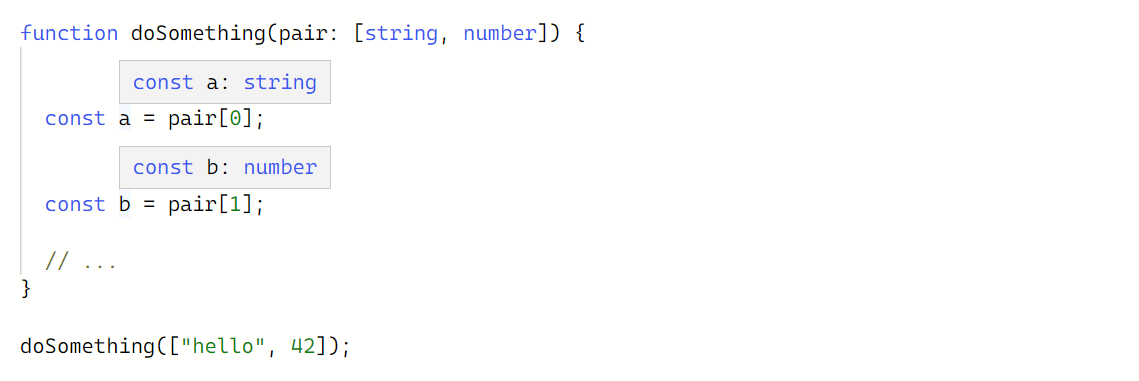 function doSomething(pair: [string, number]) {
const a: string
const a = pair[0];
const b: number
const b = pair[1];
// ...
}
doSomething(["hello", 42]);